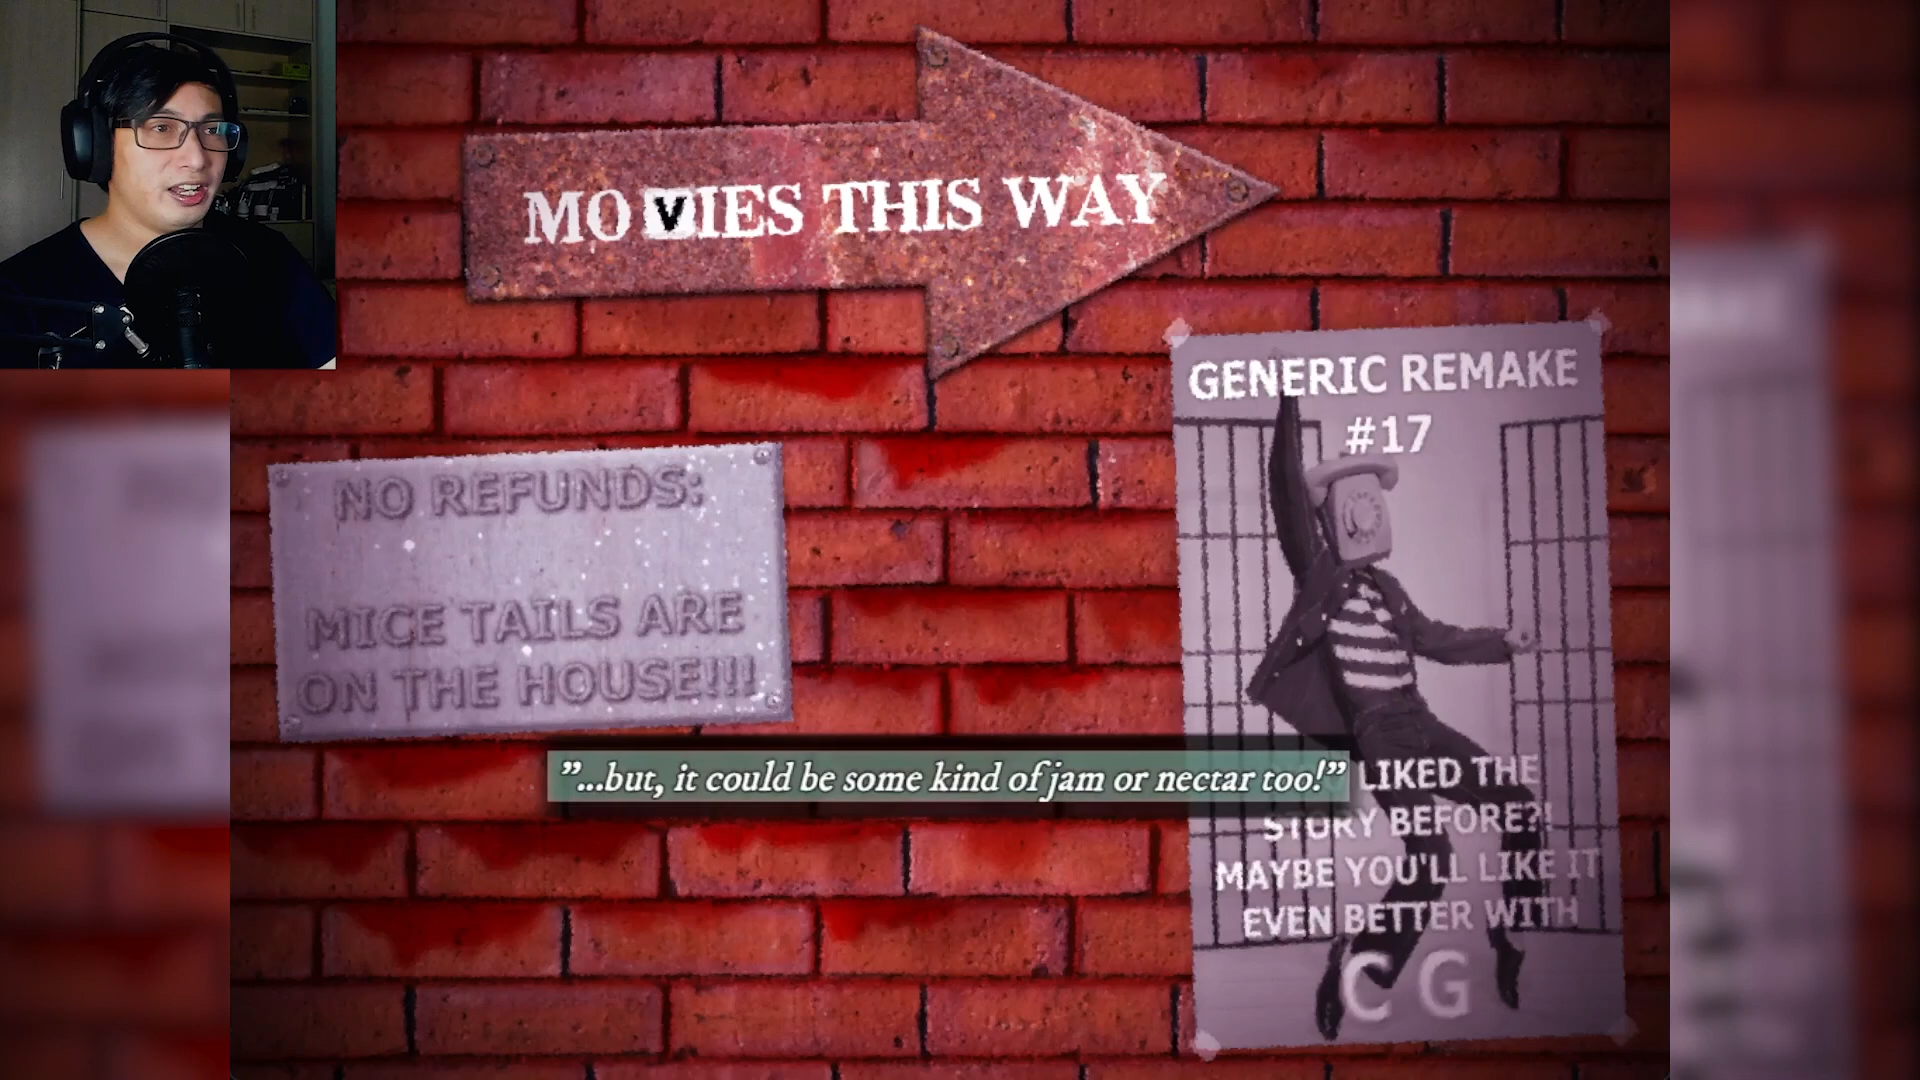 MOVIES THIS WAY
GENERIC REMAKE
#17
NO REFUNDS:
MICE TAILS ARE
ON THE HOUSE!!!
"...but, it could be some kind of jam or nectar too!"
LIKED THE
STORY BEFORE?!
MAYBE YOU'LL LIKE IT
EVEN BETTER WITH
CG